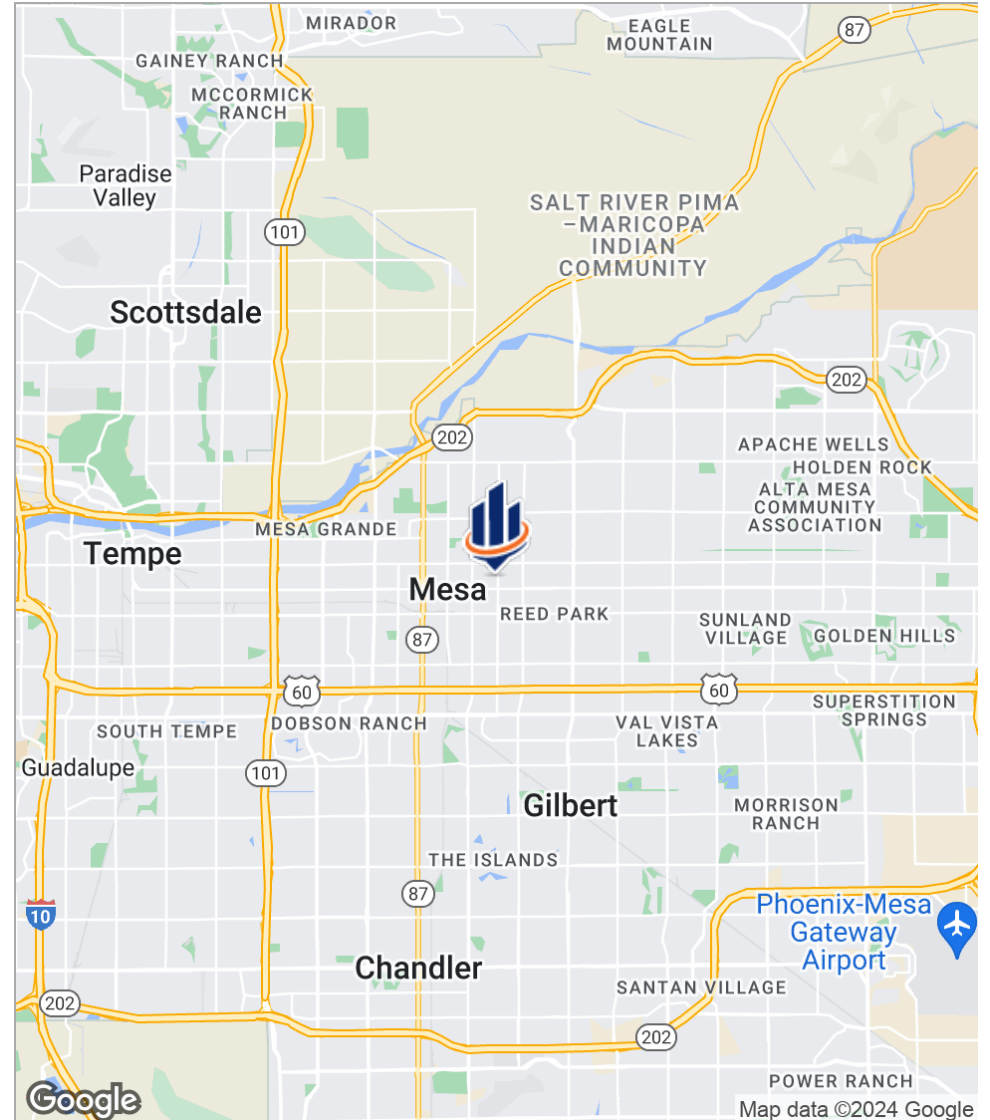 MIRADOR
EAGLE
MOUNTAIN
87
GAINEY RANCH
MCCORMICK
RANCH
Paradise
Valley
SALT RIVER PIMA
–MARICOPA
INDIAN
COMMUNITY
101
Scottsdale
202
202
APACHE WELLS
HOLDEN ROCK
ALTA MESA
COMMUNITY
ASSOCIATION
MESA GRANDE
Tempe
Mesa
REED PARK
SUNLAND
VILLAGE
GOLDEN HILLS
87
60
60
SUPERSTITION
SPRINGS
SOUTH TEMPE
DOBSON RANCH
VAL VISTA
LAKES
Guadalupe
101
Gilbert
MORRISON
RANCH
THE ISLANDS
87
10
Phoenix-Mesa
Gateway
Airport
Chandler
SANTAN VILLAGE
202
202
POWER RANCH
Google
Map data ©2024 Google